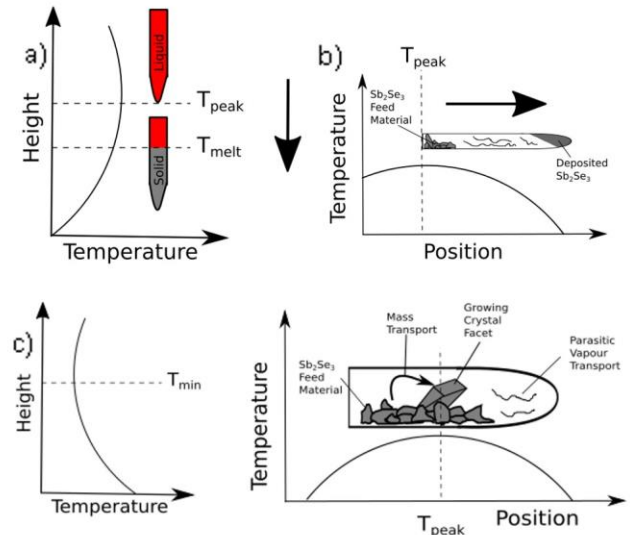 a)
Height
Liquid
Solid
T_peak
T_melt
Temperature
b)
T_peak
Sb₂Se₃
Feed
Material
Temperature
Deposited
Sb₂Se₃
Position
c)
Height
T_min
Temperature
Mass
Transport
Growing
Crystal
Facet
Sb₂Se₃
Feed
Material
Parasitic
Vapour
Transport
Temperature
T_peak
Position